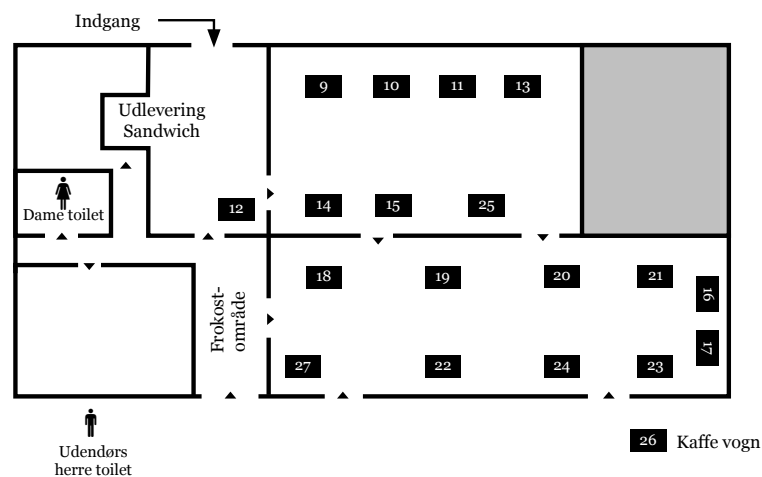 Indgang
9
10
11
13
Udlevering
Sandwich
Dame toilet
12
14
15
25
Frokost-
område
18
19
20
21
16
17
27
22
24
23
Udendørs
herre toilet
26 Kaffe vogn